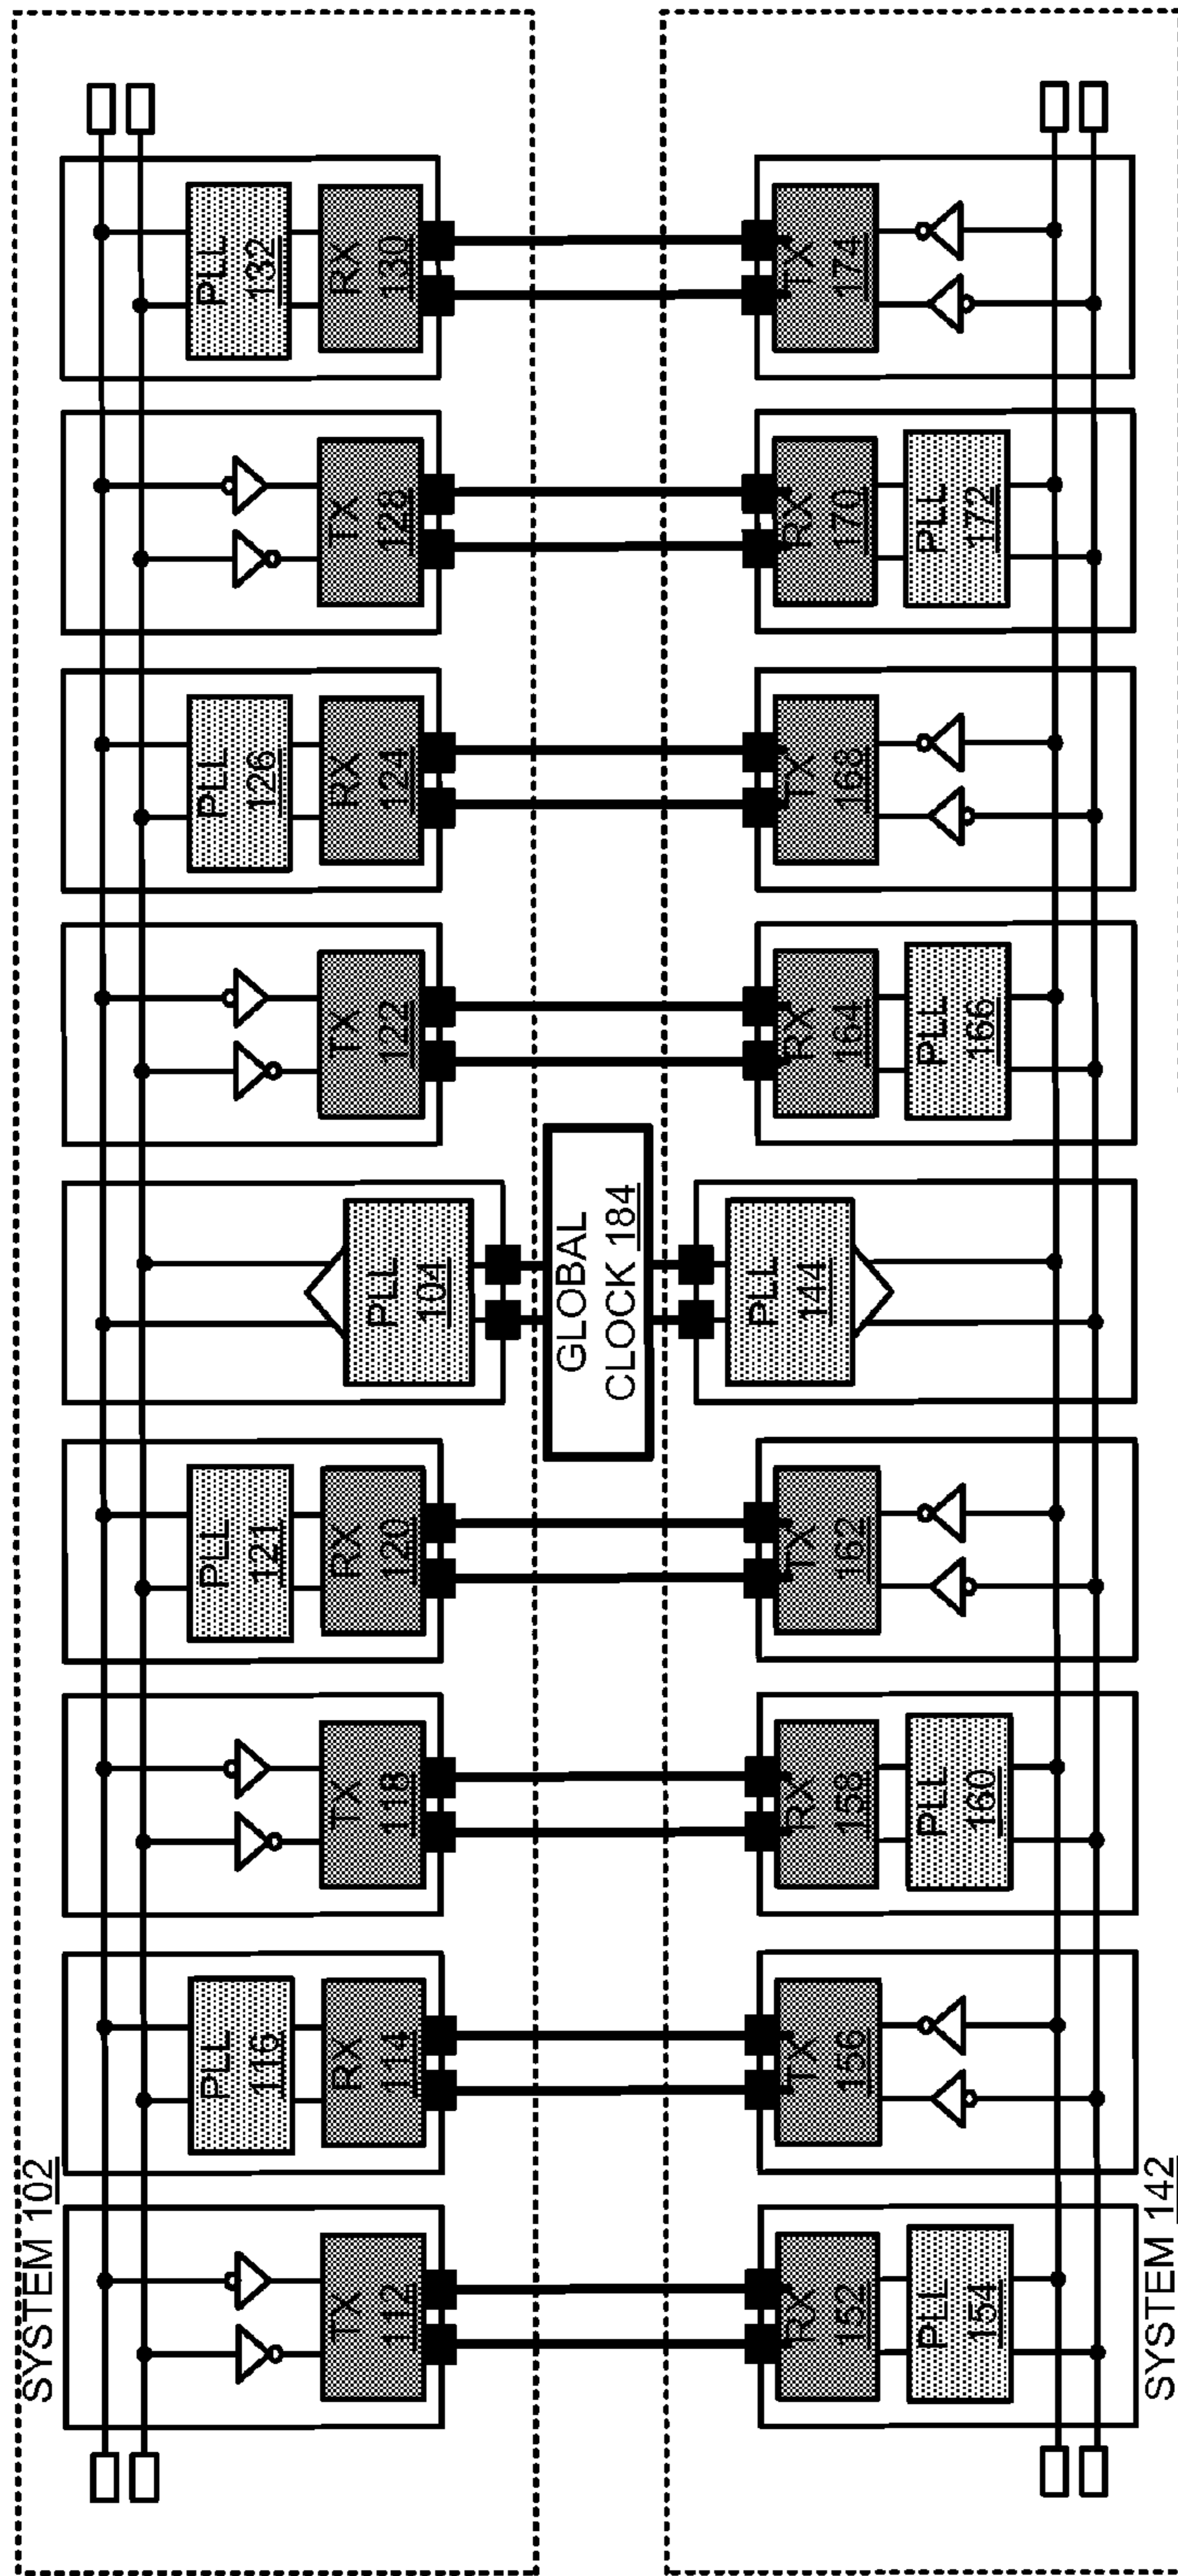 SYSTEM 102
TX
112
PLL
116
RX
114
TX
118
PLL
121
RX
120
PLL
104
TX
122
PLL
126
RX
124
TX
128
PLL
132
RX
130
GLOBAL
CLOCK 184
RX
152
PLL
154
TX
156
RX
158
PLL
160
TX
162
PLL
144
RX
164
PLL
166
TX
168
RX
170
PLL
172
TX
174
SYSTEM 142